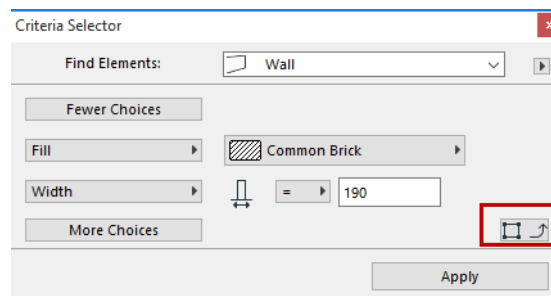 Criteria Selector
Find Elements: Wall
Fewer Choices
Fill Common Brick
Width = 190
More Choices
Apply